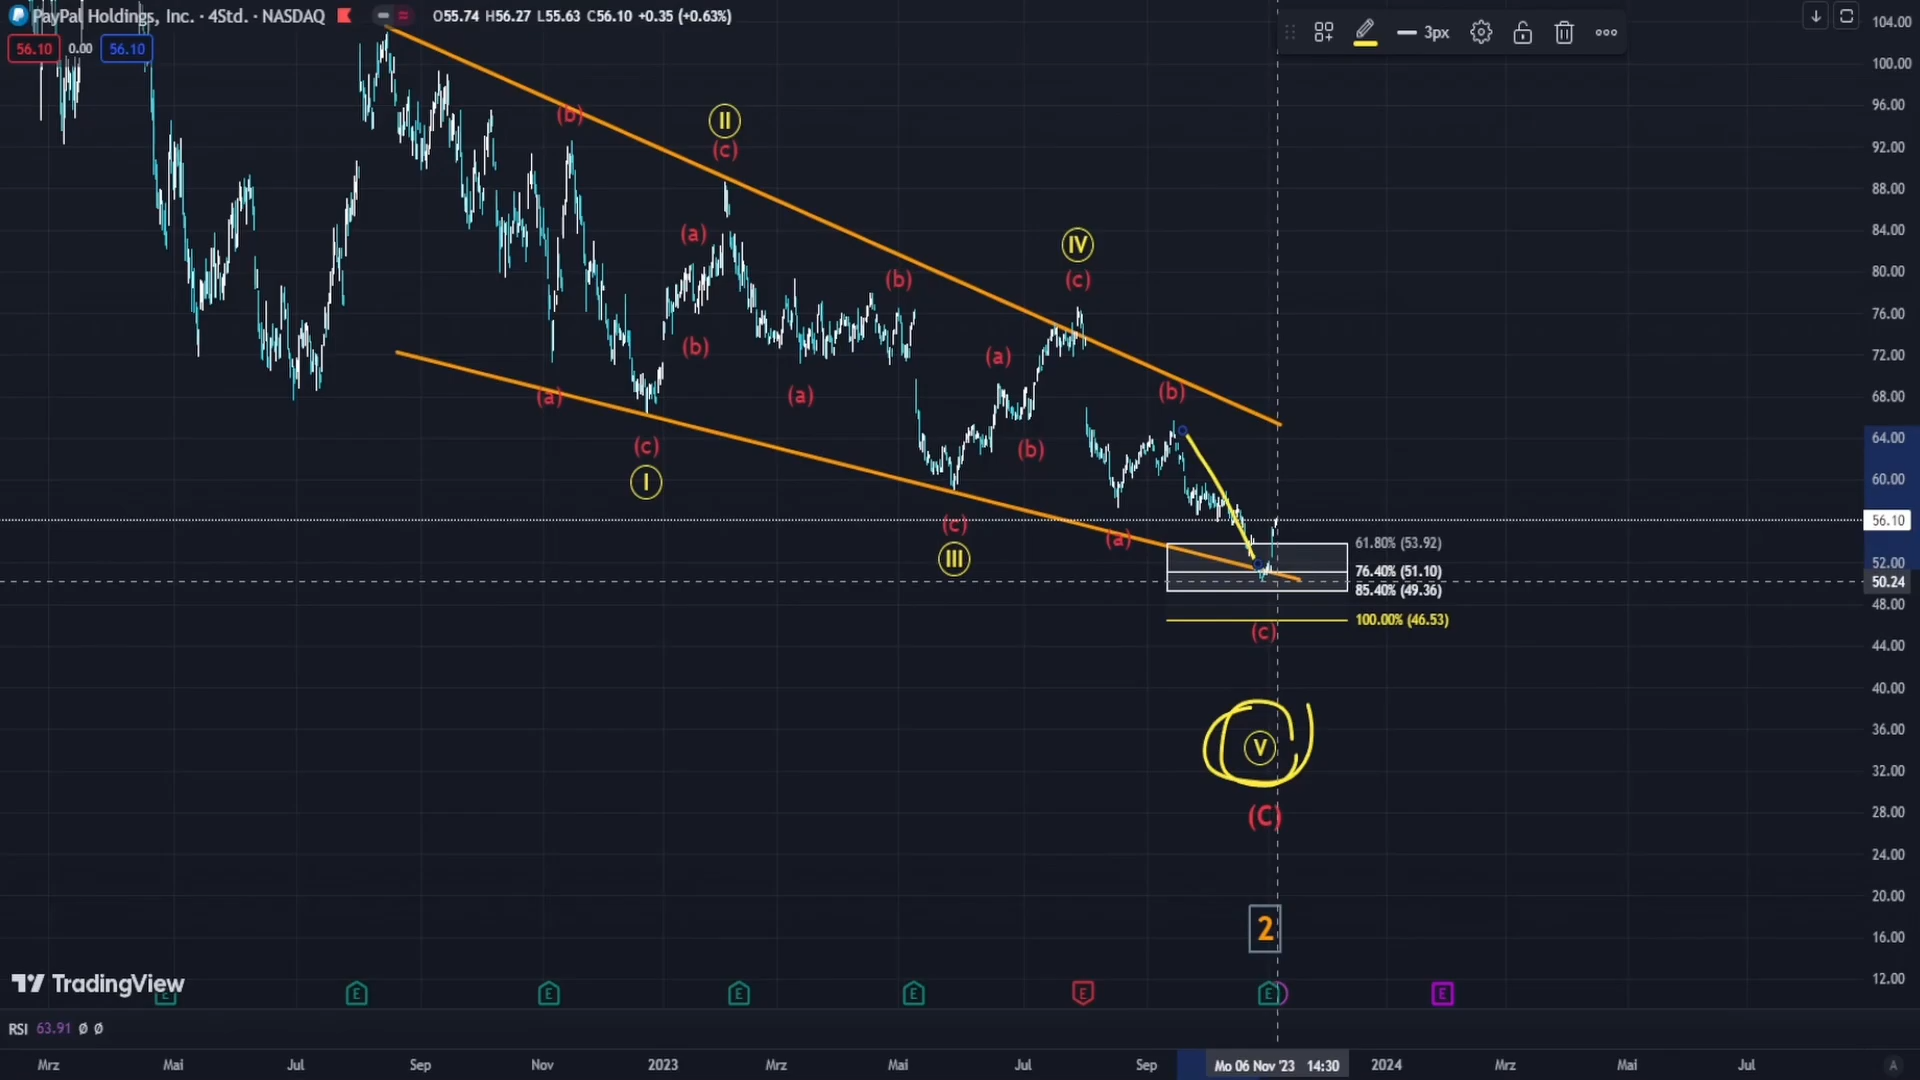 PayPal Holdings, Inc. · 4Std. · NASDAQ
O55.74 H56.27 L55.63 C56.10 +0.35 (+0.63%)
56.10 0.00 56.10
3px
104.00
100.00
96.00
92.00
88.00
84.00
80.00
76.00
72.00
68.00
64.00
60.00
56.10
52.00
50.24
48.00
44.00
40.00
36.00
32.00
28.00
24.00
20.00
16.00
12.00
(b)
II
(c)
(a)
(b)
IV
(c)
(b)
(a)
(b)
(a)
(b)
(a)
(c)
I
(b)
(c)
III
(a)
61.80% (53.92)
76.40% (51.10)
85.40% (49.36)
100.00% (46.53)
(c)
V
(C)
2
TradingView
E E E E E E E E
RSI 63.91 Ø Ø
Mrz Mai Jul Sep Nov 2023 Mrz Mai Jul Sep Mo 06 Nov '23 14:30 2024 Mrz Mai Jul A